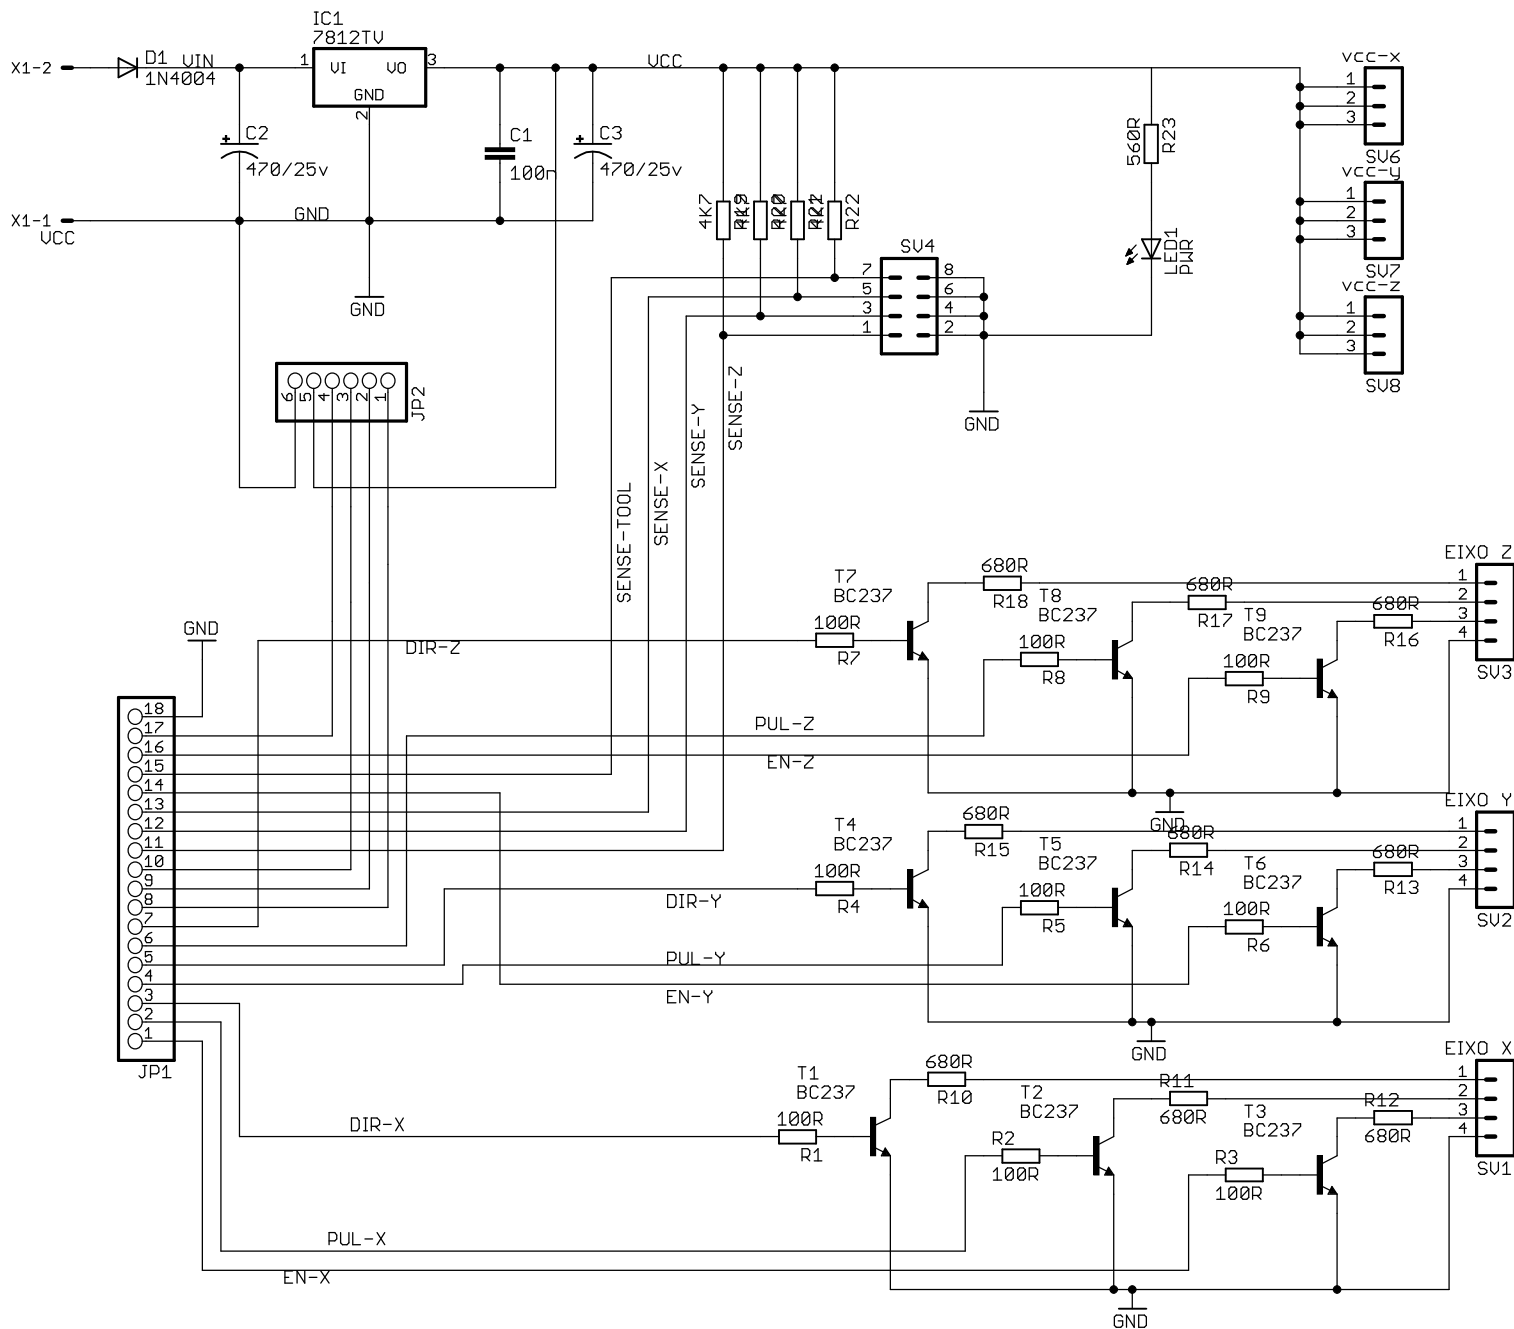 IC1
7812TV
X1-2
D1
1N4004
VIN
1
VI
VO
3
GND
2
VCC
vcc-x
1
2
3
SV6
C2
470/25v
C1
100n
C3
470/25v
560R
R23
vcc-y
1
2
3
SV7
X1-1
VCC
GND
4K7
R22
LED1
PWR
SV4
7
8
5
6
3
4
1
2
vcc-z
1
2
3
SV8
GND
6
5
4
3
2
1
JP2
SENSE-Z
SENSE-Y
SENSE-X
SENSE-TOOL
GND
EIXO Z
1
2
3
4
SV3
T7
BC237
680R
R18
T8
BC237
680R
R17
T9
BC237
680R
R16
GND
DIR-Z
100R
R7
100R
R8
100R
R9
PUL-Z
EN-Z
GND
18
17
16
15
14
13
12
11
10
9
8
7
6
5
4
3
2
1
JP1
EIXO Y
1
2
3
4
SV2
T4
BC237
R15
680R
T5
BC237
680R
R14
T6
BC237
680R
R13
100R
R4
DIR-Y
100R
R5
100R
R6
PUL-Y
EN-Y
GND
EIXO X
1
2
3
4
SV1
T1
BC237
680R
R10
T2
BC237
R11
680R
T3
BC237
R12
680R
DIR-X
100R
R1
R2
100R
R3
100R
PUL-X
EN-X
GND